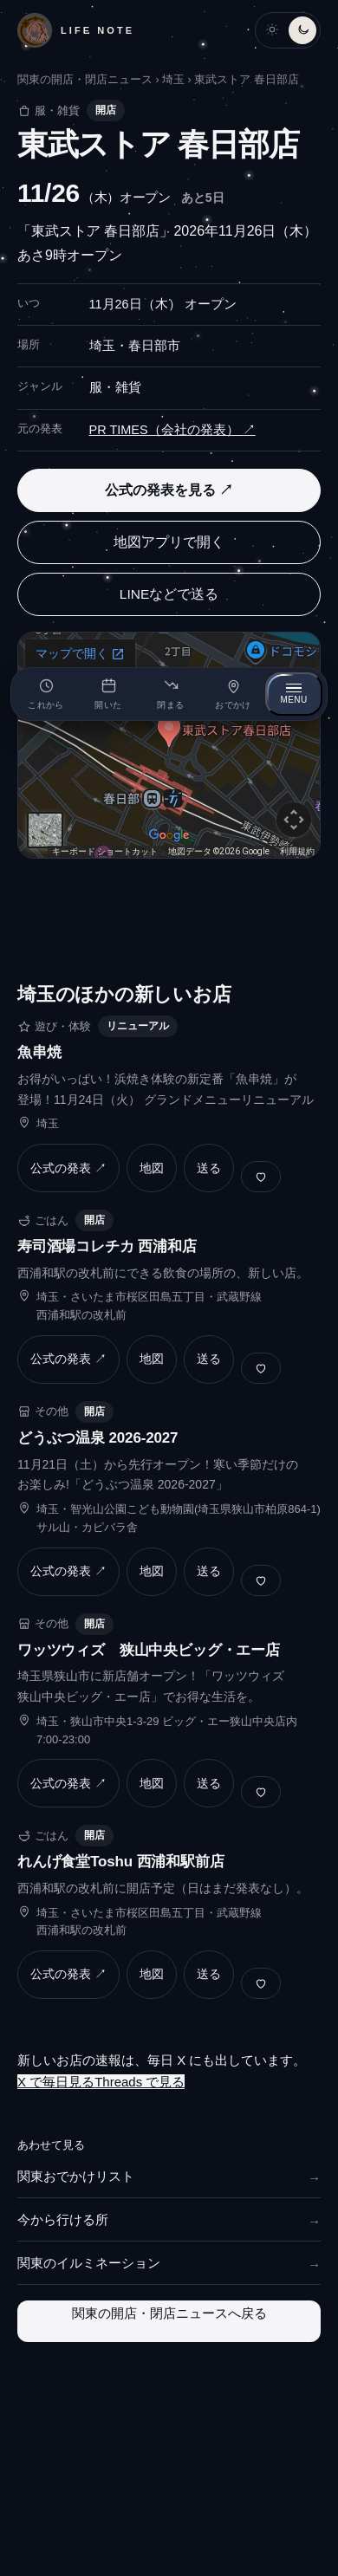 LIFE NOTE
関東の開店・閉店ニュース › 埼玉 › 東武ストア 春日部店
服・雑貨 開店
東武ストア 春日部店
11/26 （木）オープン あと5日
「東武ストア 春日部店」2026年11月26日（木）
あさ9時オープン
いつ 11月26日（木） オープン
場所 埼玉・春日部市
ジャンル 服・雑貨
元の発表 PR TIMES（会社の発表） ↗
公式の発表を見る ↗
地図アプリで開く
LINEなどで送る
マップで開く
2丁目
ドコモシ
これから
開いた
閉まる
おでかけ
MENU
東武ストア春日部店
春日部
東武伊勢崎
Google
キーボード ショートカット 地図データ ©2026 Google 利用規約
埼玉のほかの新しいお店
遊び・体験 リニューアル
魚串焼
お得がいっぱい！浜焼き体験の新定番「魚串焼」が
登場！11月24日（火） グランドメニューリニューアル
埼玉
公式の発表 ↗ 地図 送る
ごはん 開店
寿司酒場コレチカ 西浦和店
西浦和駅の改札前にできる飲食の場所の、新しい店。
埼玉・さいたま市桜区田島五丁目・武蔵野線
西浦和駅の改札前
公式の発表 ↗ 地図 送る
その他 開店
どうぶつ温泉 2026-2027
11月21日（土）から先行オープン！寒い季節だけの
お楽しみ!「どうぶつ温泉 2026-2027」
埼玉・智光山公園こども動物園(埼玉県狭山市柏原864-1)
サル山・カピバラ舎
公式の発表 ↗ 地図 送る
その他 開店
ワッツウィズ　狭山中央ビッグ・エー店
埼玉県狭山市に新店舗オープン！「ワッツウィズ
狭山中央ビッグ・エー店」でお得な生活を。
埼玉・狭山市中央1-3-29 ビッグ・エー狭山中央店内
7:00-23:00
公式の発表 ↗ 地図 送る
ごはん 開店
れんげ食堂Toshu 西浦和駅前店
西浦和駅の改札前に開店予定（日はまだ発表なし）。
埼玉・さいたま市桜区田島五丁目・武蔵野線
西浦和駅の改札前
公式の発表 ↗ 地図 送る
新しいお店の速報は、毎日 X にも出しています。
X で毎日見るThreads で見る
あわせて見る
関東おでかけリスト →
今から行ける所 →
関東のイルミネーション →
関東の開店・閉店ニュースへ戻る